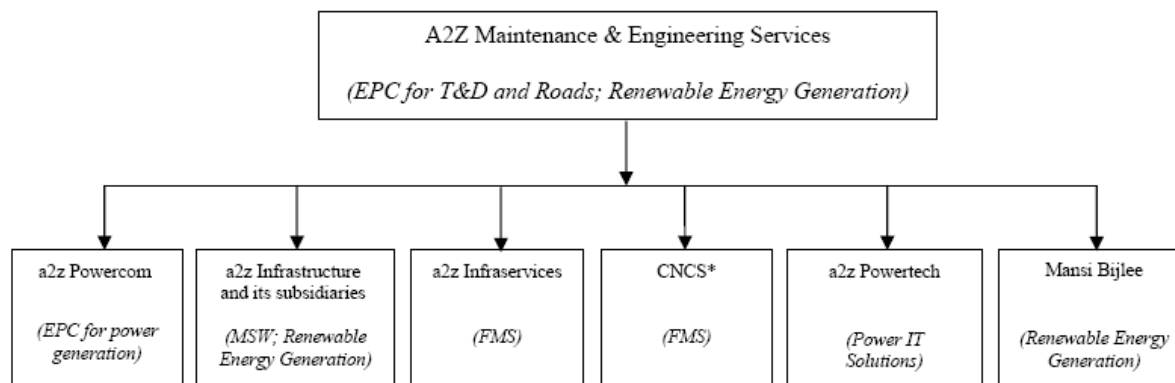 A2Z Maintenance & Engineering Services
(EPC for T&D and Roads; Renewable Energy Generation)
a2z Powercom
(EPC for power
generation)
a2z Infrastructure
and its subsidiaries
(MSW; Renewable
Energy Generation)
a2z Infraservices
(FMS)
CNCS*
(FMS)
a2z Powertech
(Power IT
Solutions)
Mansi Bijlee
(Renewable Energy
Generation)